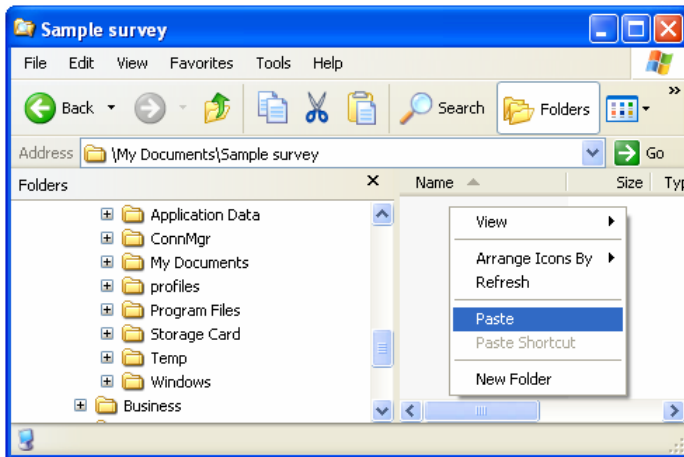 Sample survey
File Edit View Favorites Tools Help
Back Search Folders »
Address \My Documents\Sample survey Go
Folders × Name Size Typ
Application Data
ConnMgr
My Documents
profiles
Program Files
Storage Card
Temp
Windows
Business
View
Arrange Icons By
Refresh
Paste
Paste Shortcut
New Folder